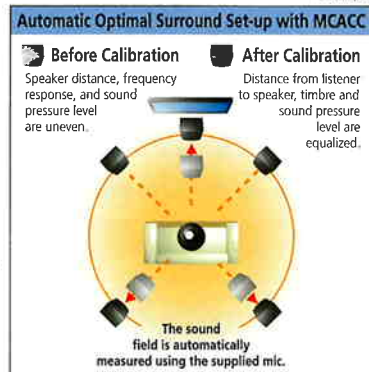 Automatic Optimal Surround Set-up with MCACC
Before Calibration
Speaker distance, frequency
response, and sound
pressure level
are uneven.
After Calibration
Distance from listener
to speaker, timbre and
sound pressure
level are
equalized.
The sound
field is automatically
measured using the supplied mic.